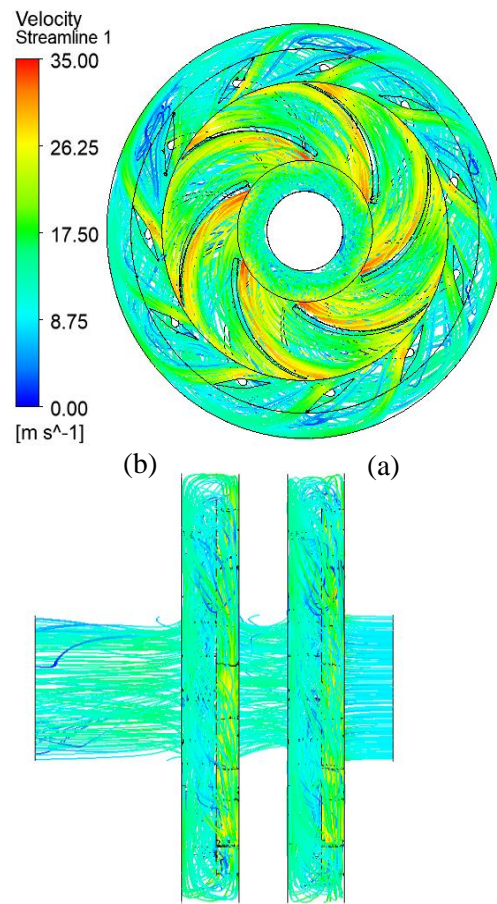 Velocity
Streamline 1
35.00
26.25
17.50
8.75
0.00
[m s^-1]
(b) (a)